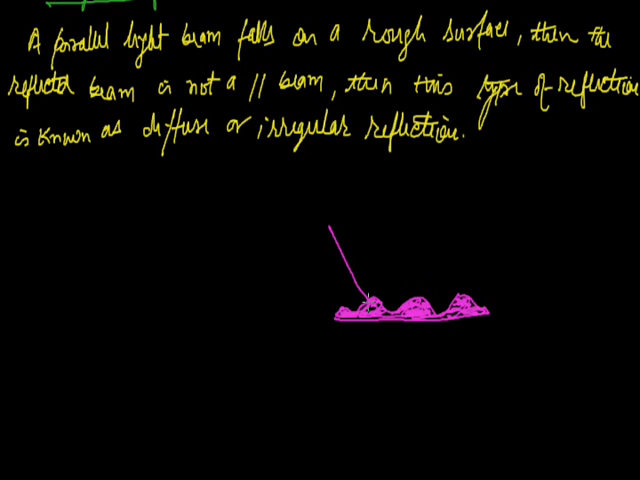 A parallel light beam falls on a rough surface, then the
reflected beam is not a // beam, then this type of reflection
is known as diffuse or irregular reflection.